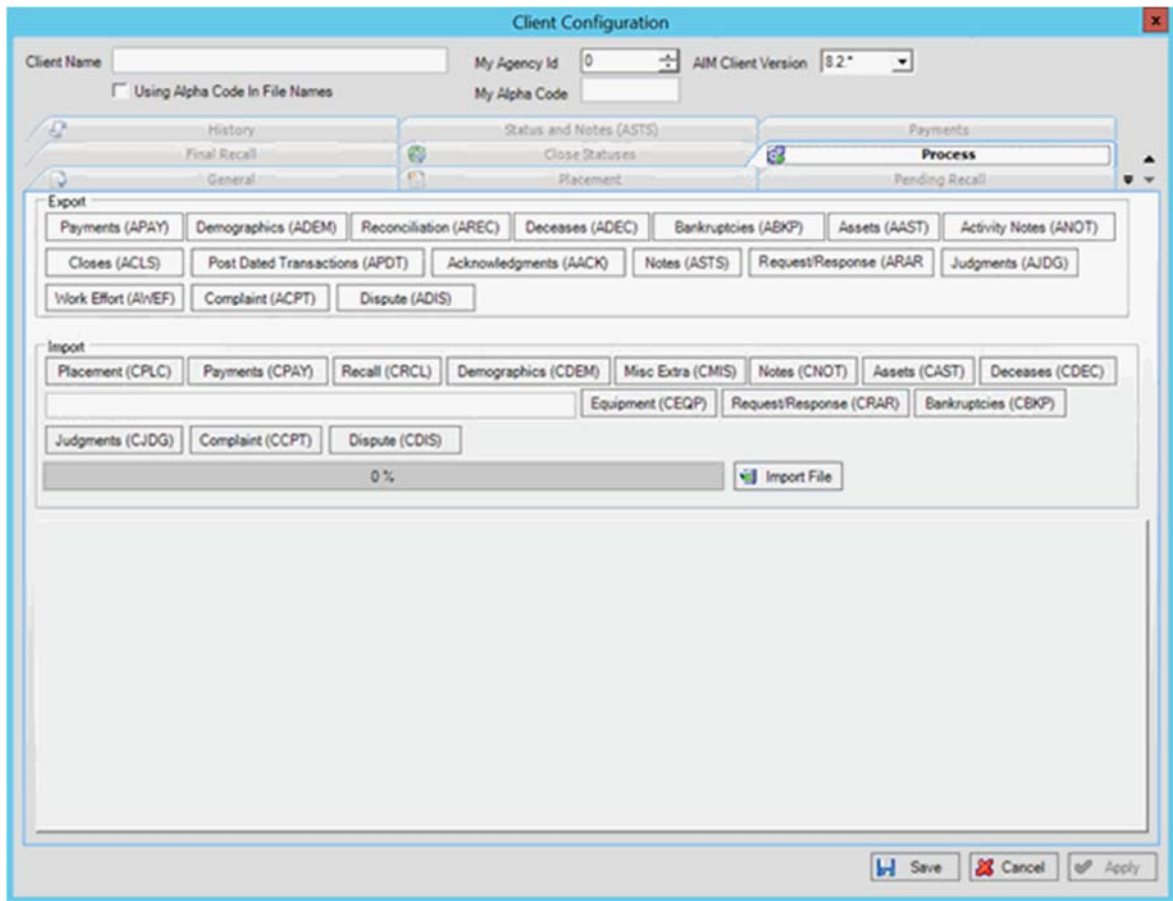 Client Configuration
x
Client Name My Agency Id 0 AIM Client Version 8.2.*
Using Alpha Code In File Names My Alpha Code
History Status and Notes (ASTS) Payments
Final Recall Close Statuses Process
General Placement Pending Recall
Export
Payments (APAY) Demographics (ADEM) Reconciliation (AREC) Deceases (ADEC) Bankruptcies (ABKP) Assets (AAST) Activity Notes (ANOT)
Closes (ACLS) Post Dated Transactions (APDT) Acknowledgments (AACK) Notes (ASTS) Request/Response (ARAR Judgments (AJDG)
Work Effort (AWEF) Complaint (ACPT) Dispute (ADIS)
Import
Placement (CPLC) Payments (CPAY) Recall (CRCL) Demographics (CDEM) Misc Extra (CMIS) Notes (CNOT) Assets (CAST) Deceases (CDEC)
Equipment (CEQP) Request/Response (CRAR) Bankruptcies (CBKP)
Judgments (CJDG) Complaint (CCPT) Dispute (CDIS)
0 % Import File
Save Cancel Apply